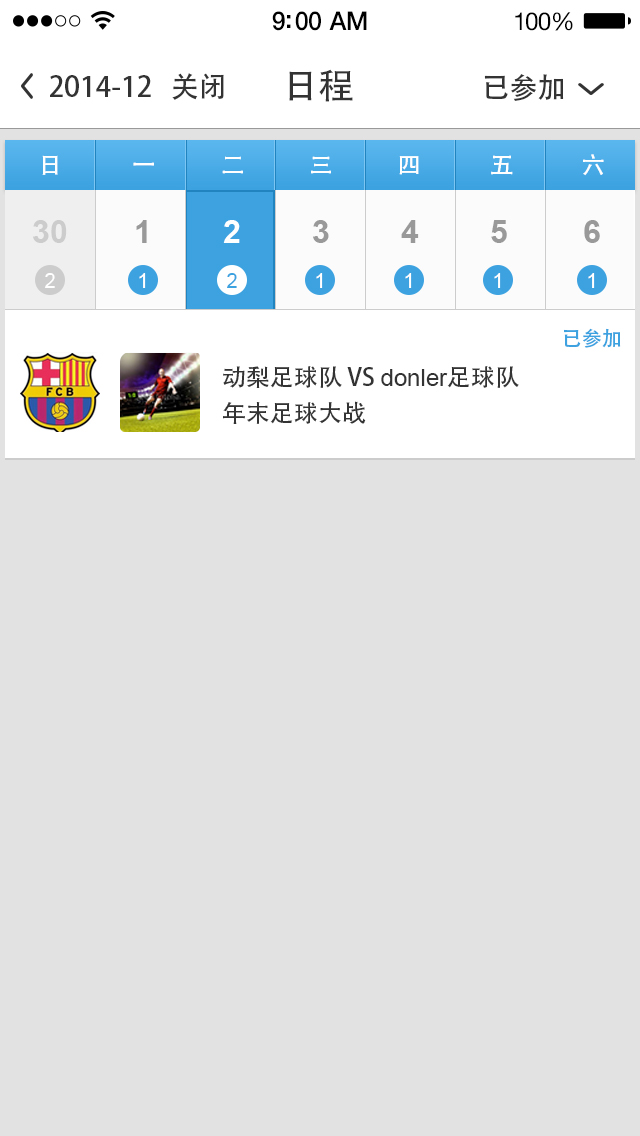 9:00 AM 100%
2014-12 关闭 日程 已参加
日 一 二 三 四 五 六
30 1 2 3 4 5 6
2 1 2 1 1 1 1
已参加
FCB
动梨足球队 VS donler足球队
年末足球大战